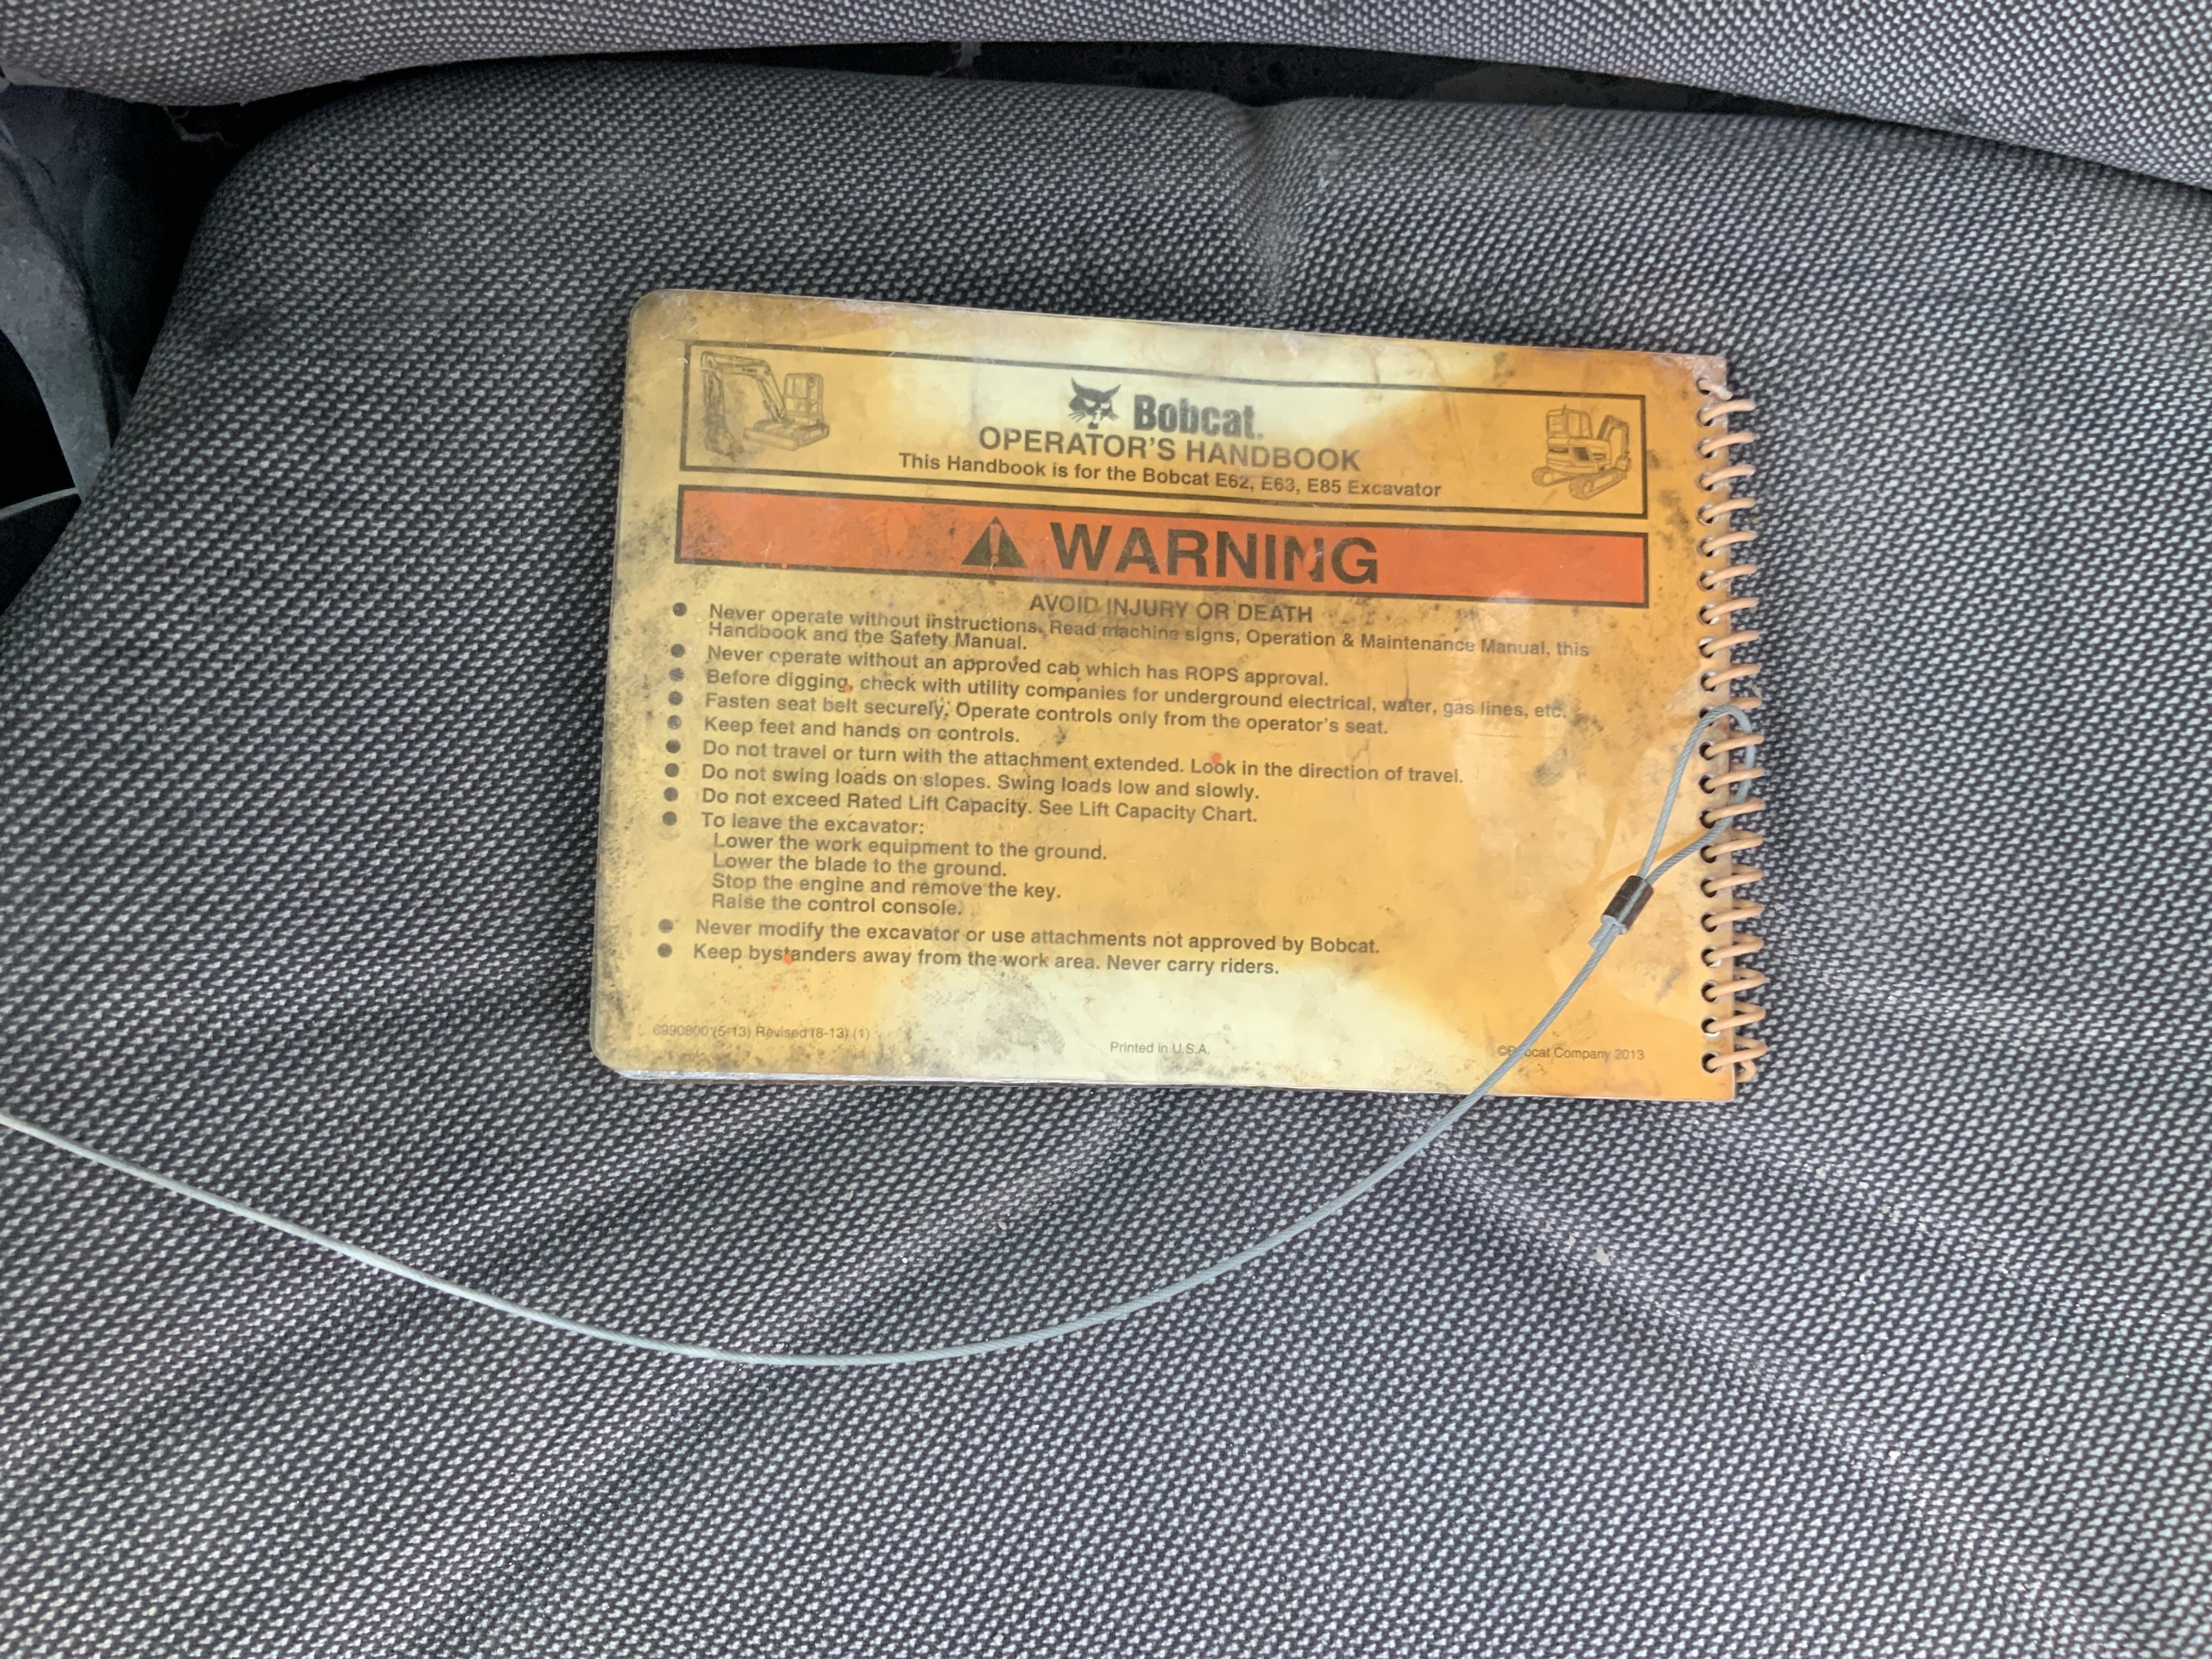 Bobcat.
OPERATOR'S HANDBOOK
This Handbook is for the Bobcat E62, E63, E85 Excavator
WARNING
AVOID INJURY OR DEATH
● Never operate without instructions. Read machine signs, Operation & Maintenance Manual, this
Handbook and the Safety Manual.
● Never operate without an approved cab which has ROPS approval.
● Before digging, check with utility companies for underground electrical, water, gas lines, etc.
● Fasten seat belt securely. Operate controls only from the operator's seat.
● Keep feet and hands on controls.
● Do not travel or turn with the attachment extended. Look in the direction of travel.
● Do not swing loads on slopes. Swing loads low and slowly.
● Do not exceed Rated Lift Capacity. See Lift Capacity Chart.
● To leave the excavator:
Lower the work equipment to the ground.
Lower the blade to the ground.
Stop the engine and remove the key.
Raise the control console.
● Never modify the excavator or use attachments not approved by Bobcat.
● Keep bystanders away from the work area. Never carry riders.
6990800 (5-13) Revised (8-13) (1)
Printed in U.S.A.
©Bobcat Company 2013